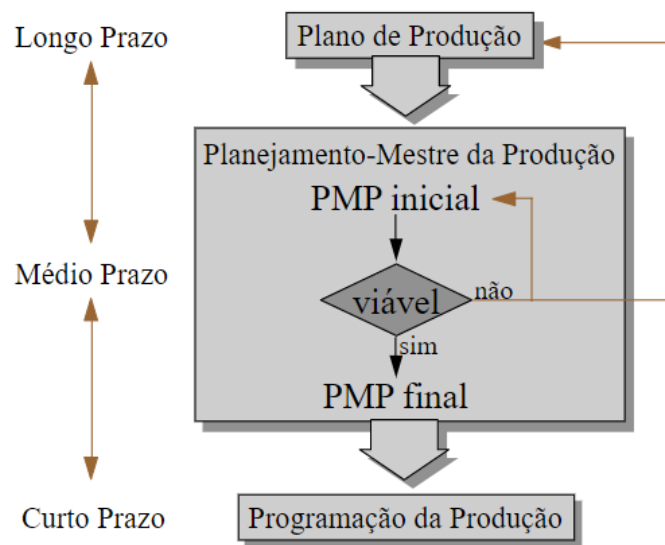 Longo Prazo
Plano de Produção
Planejamento-Mestre da Produção
PMP inicial
Médio Prazo
viável
não
sim
PMP final
Curto Prazo
Programação da Produção